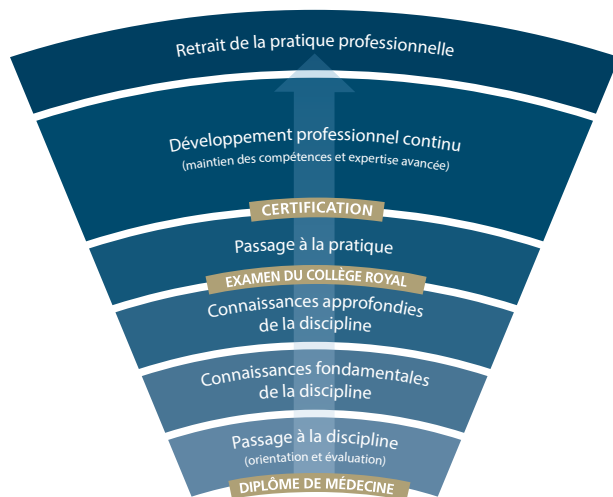 Retrait de la pratique professionnelle
Développement professionnel continu
(maintien des compétences et expertise avancée)
CERTIFICATION
Passage à la pratique
EXAMEN DU COLLÈGE ROYAL
Connaissances approfondies
de la discipline
Connaissances fondamentales
de la discipline
Passage à la discipline
(orientation et évaluation)
DIPLÔME DE MÉDECINE